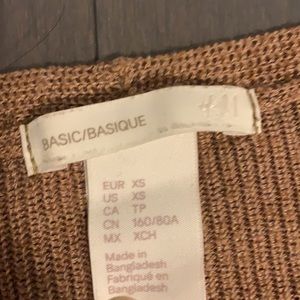 BASIC/BASIQUE
EUR XS
US XS
CA TP
CN 160/80A
MX XCH
Made in
Bangladesh
Fabriqué en
Bangladesh